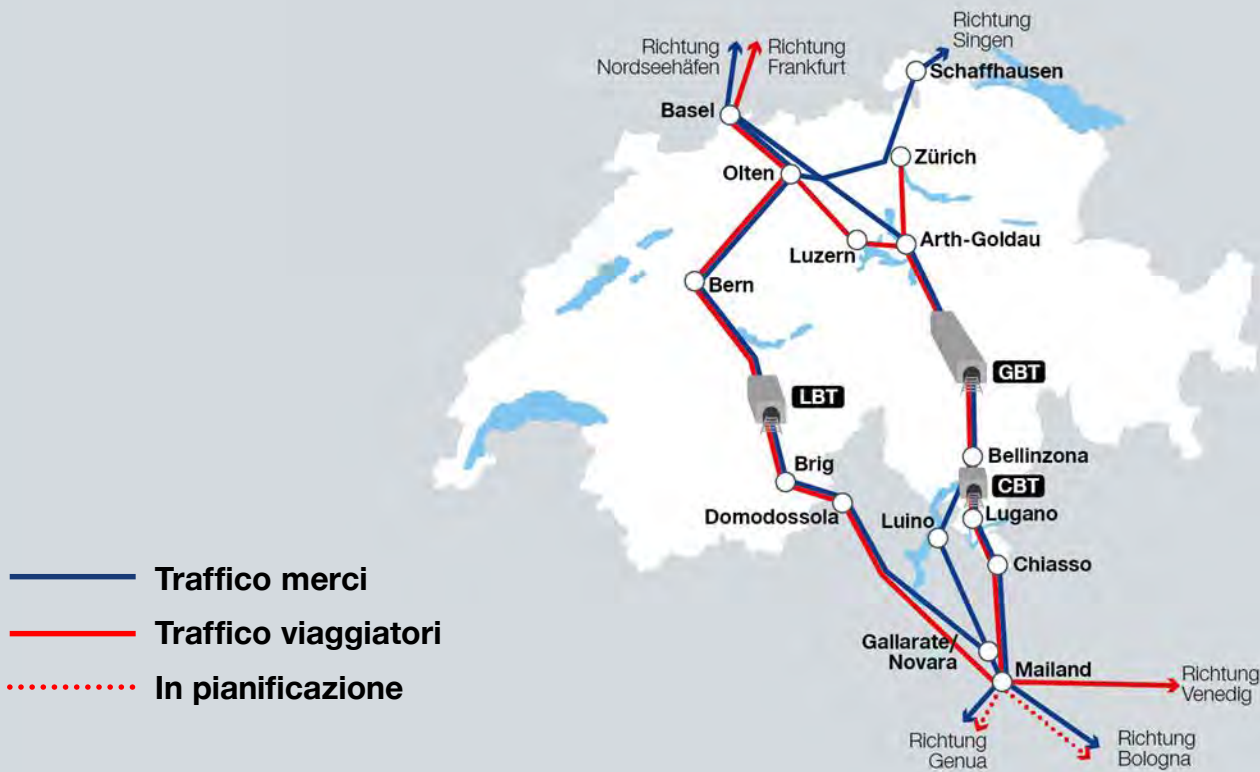 Richtung
Singen
Richtung
Nordseehäfen
Richtung
Frankfurt
Schaffhausen
Basel
Zürich
Olten
Arth-Goldau
Luzern
Bern
GBT
LBT
Bellinzona
Brig
CBT
Domodossola
Luino
Lugano
Chiasso
Traffico merci
Traffico viaggiatori
In pianificazione
Gallarate/
Novara
Mailand
Richtung
Venedig
Richtung
Genua
Richtung
Bologna